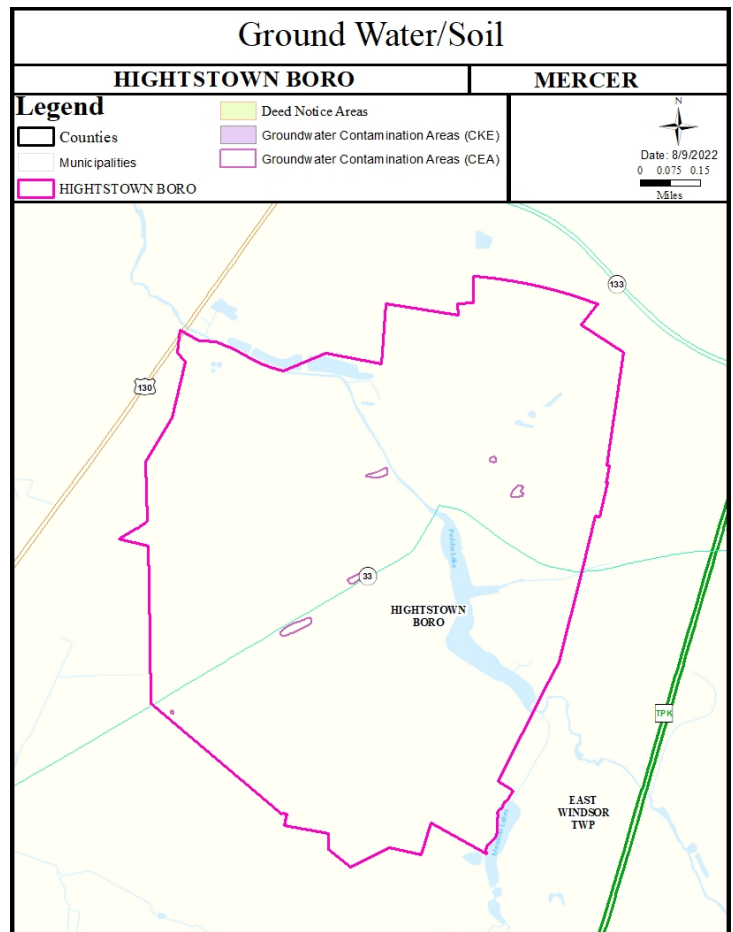 Ground Water/Soil
HIGHTSTOWN BORO
MERCER
Legend
Counties
Municipalities
HIGHTSTOWN BORO
Deed Notice Areas
Groundwater Contamination Areas (CKE)
Groundwater Contamination Areas (CEA)
N
Date: 8/9/2022
0 0.075 0.15
Miles
133
130
Peddie Lake
33
HIGHTSTOWN
BORO
TPK
EAST
WINDSOR
TWP